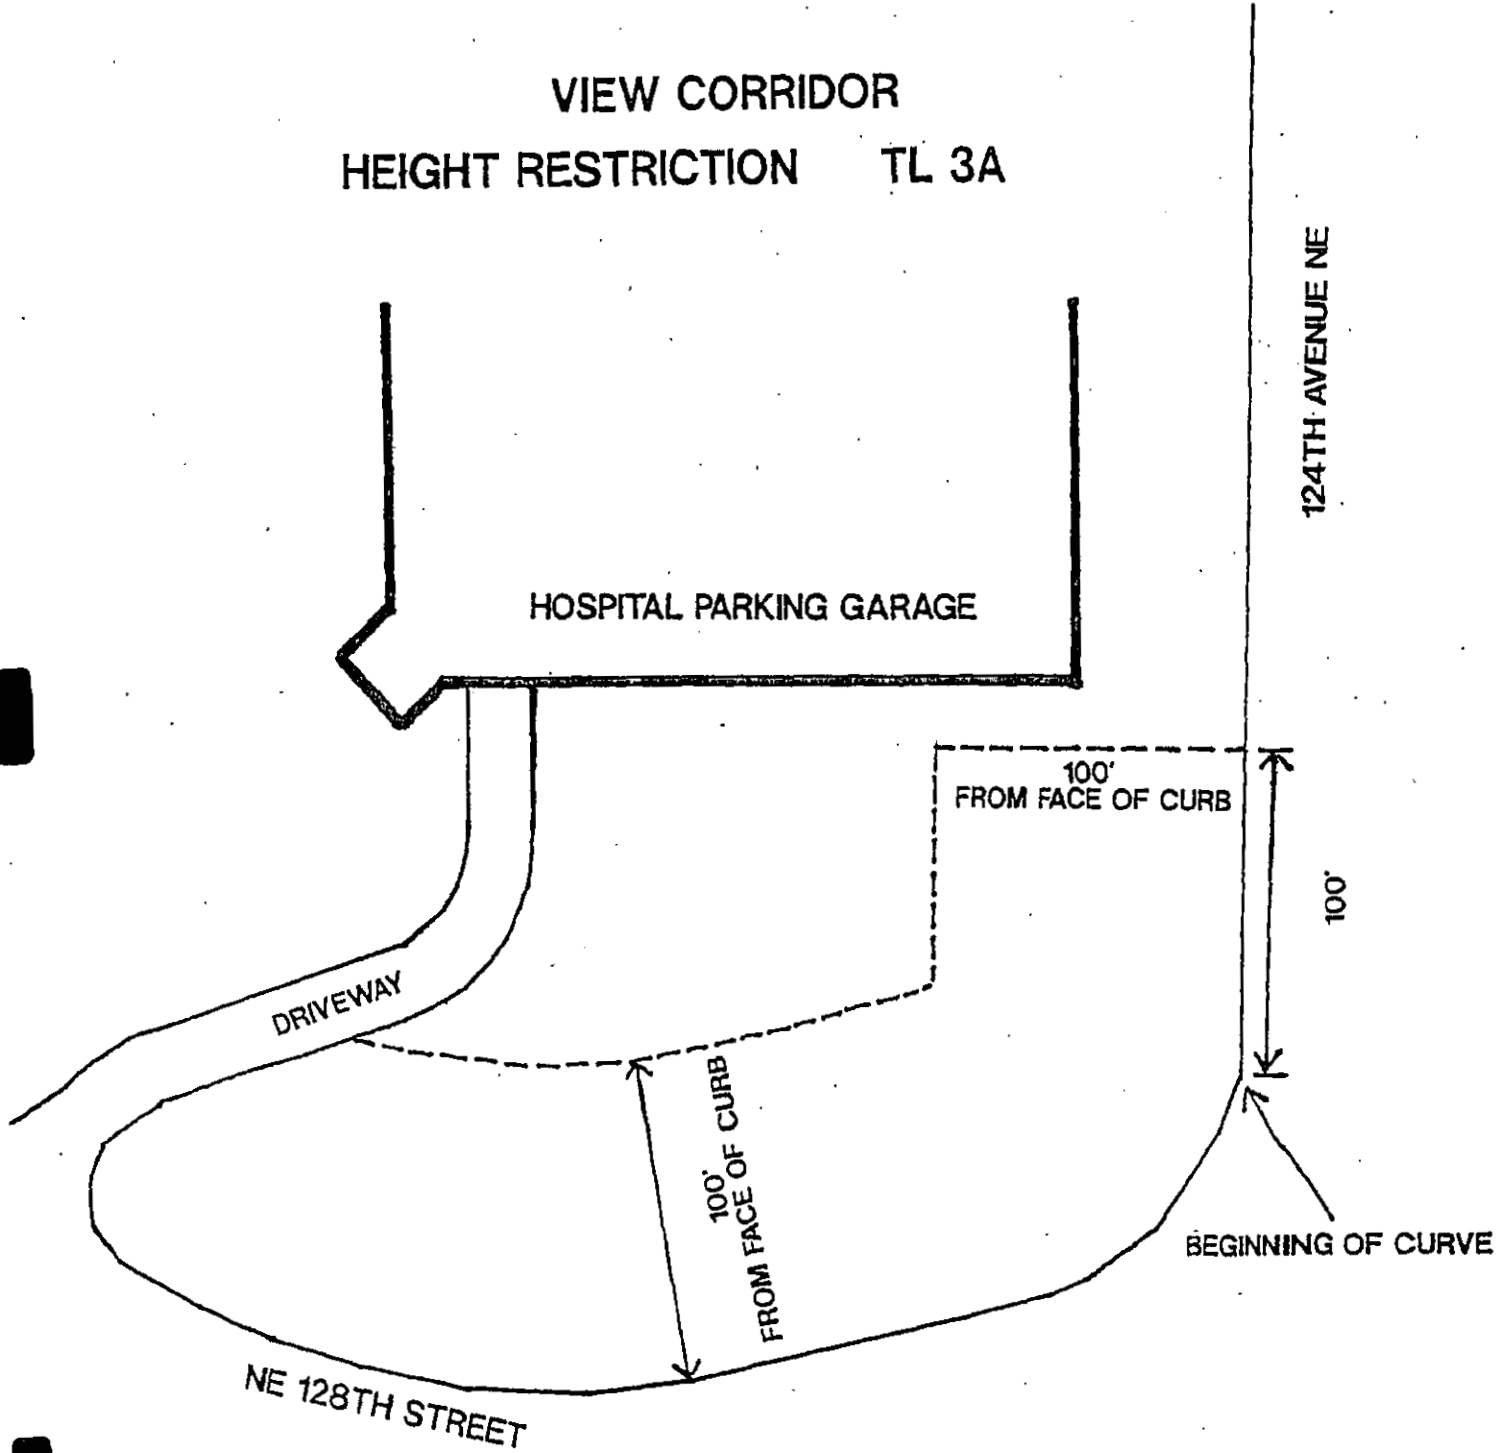 VIEW CORRIDOR
HEIGHT RESTRICTION TL 3A
124TH AVENUE NE
HOSPITAL PARKING GARAGE
100'
FROM FACE OF CURB
100'
DRIVEWAY
100'
FROM FACE OF CURB
BEGINNING OF CURVE
NE 128TH STREET